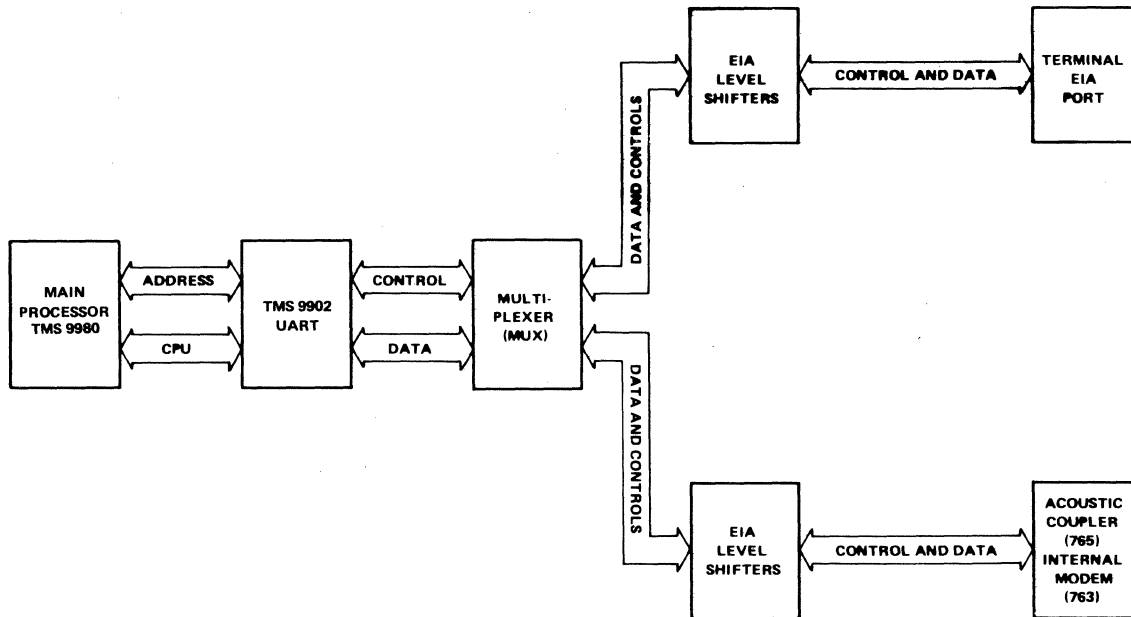 MAIN
PROCESSOR
TMS 9980
ADDRESS
CPU
TMS 9902
UART
CONTROL
DATA
MULTI-
PLEXER
(MUX)
DATA AND CONTROLS
EIA
LEVEL
SHIFTERS
CONTROL AND DATA
TERMINAL
EIA
PORT
DATA AND CONTROLS
EIA
LEVEL
SHIFTERS
CONTROL AND DATA
ACOUSTIC
COUPLER
(765)
INTERNAL
MODEM
(763)